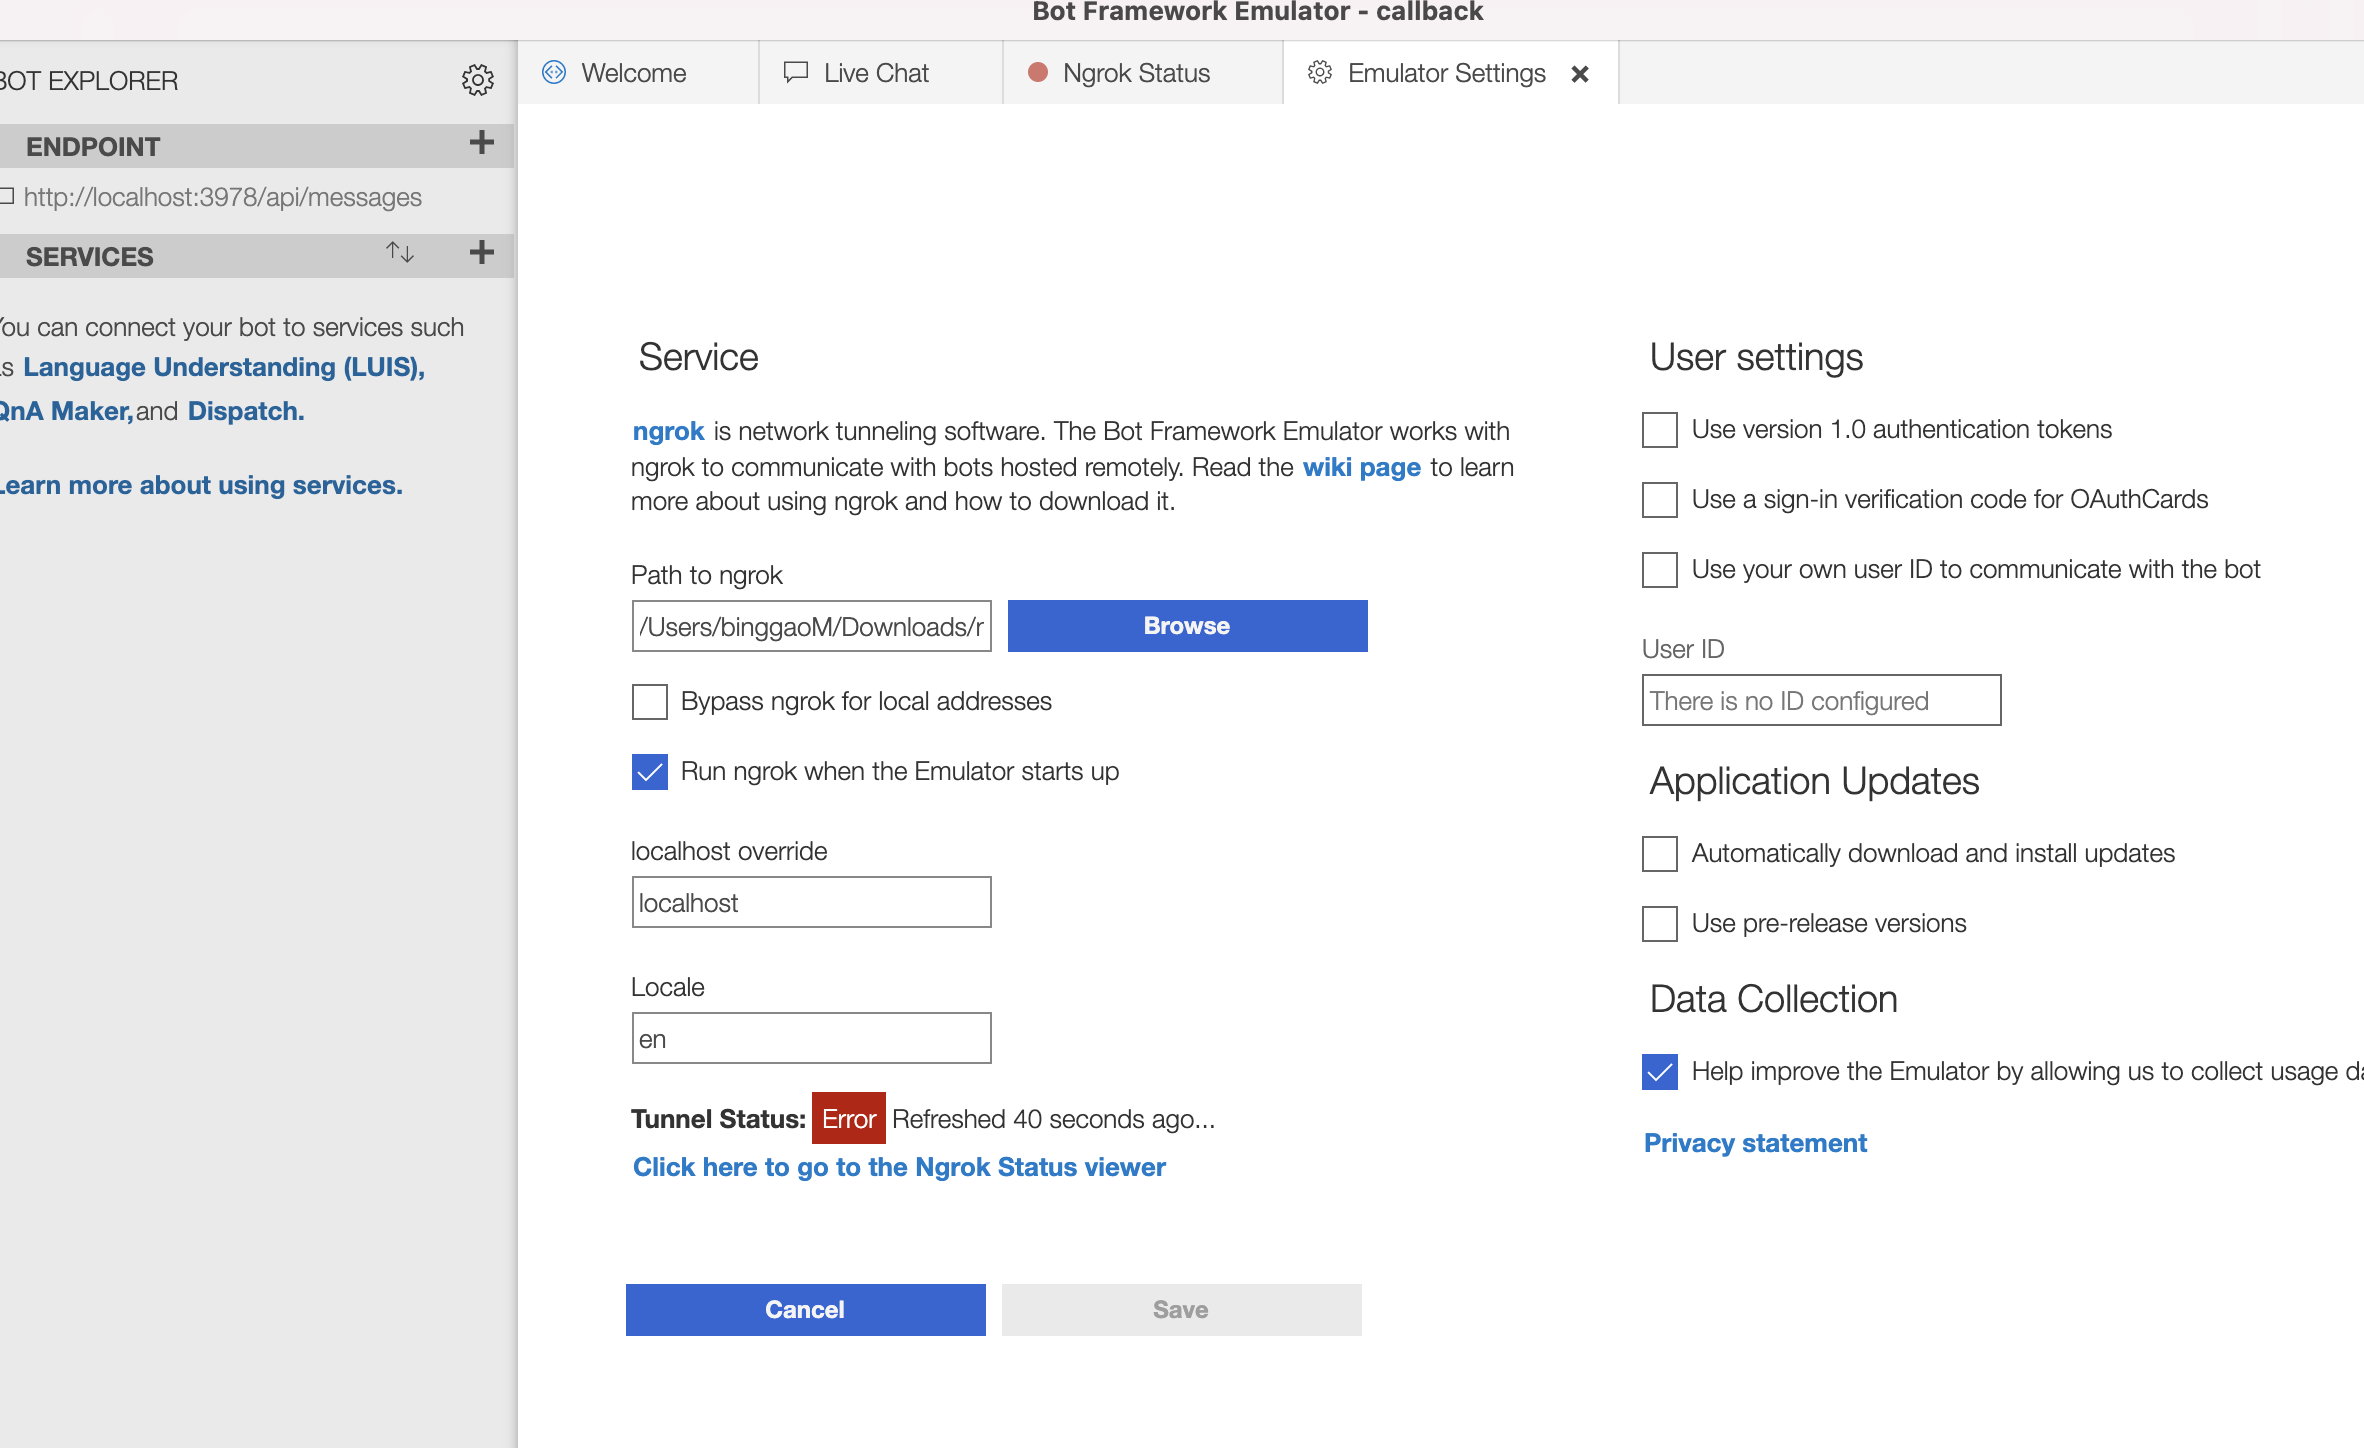 Bot Framework Emulator - callback
BOT EXPLORER
ENDPOINT
http://localhost:3978/api/messages
SERVICES
You can connect your bot to services such
as Language Understanding (LUIS),
QnA Maker, and Dispatch.
Learn more about using services.
Welcome
Live Chat
Ngrok Status
Emulator Settings
Service
ngrok is network tunneling software. The Bot Framework Emulator works with
ngrok to communicate with bots hosted remotely. Read the wiki page to learn
more about using ngrok and how to download it.
Path to ngrok
/Users/binggaoM/Downloads/r
Browse
Bypass ngrok for local addresses
Run ngrok when the Emulator starts up
localhost override
localhost
Locale
en
Tunnel Status: Error Refreshed 40 seconds ago...
Click here to go to the Ngrok Status viewer
Cancel
Save
User settings
Use version 1.0 authentication tokens
Use a sign-in verification code for OAuthCards
Use your own user ID to communicate with the bot
User ID
There is no ID configured
Application Updates
Automatically download and install updates
Use pre-release versions
Data Collection
Help improve the Emulator by allowing us to collect usage
Privacy statement